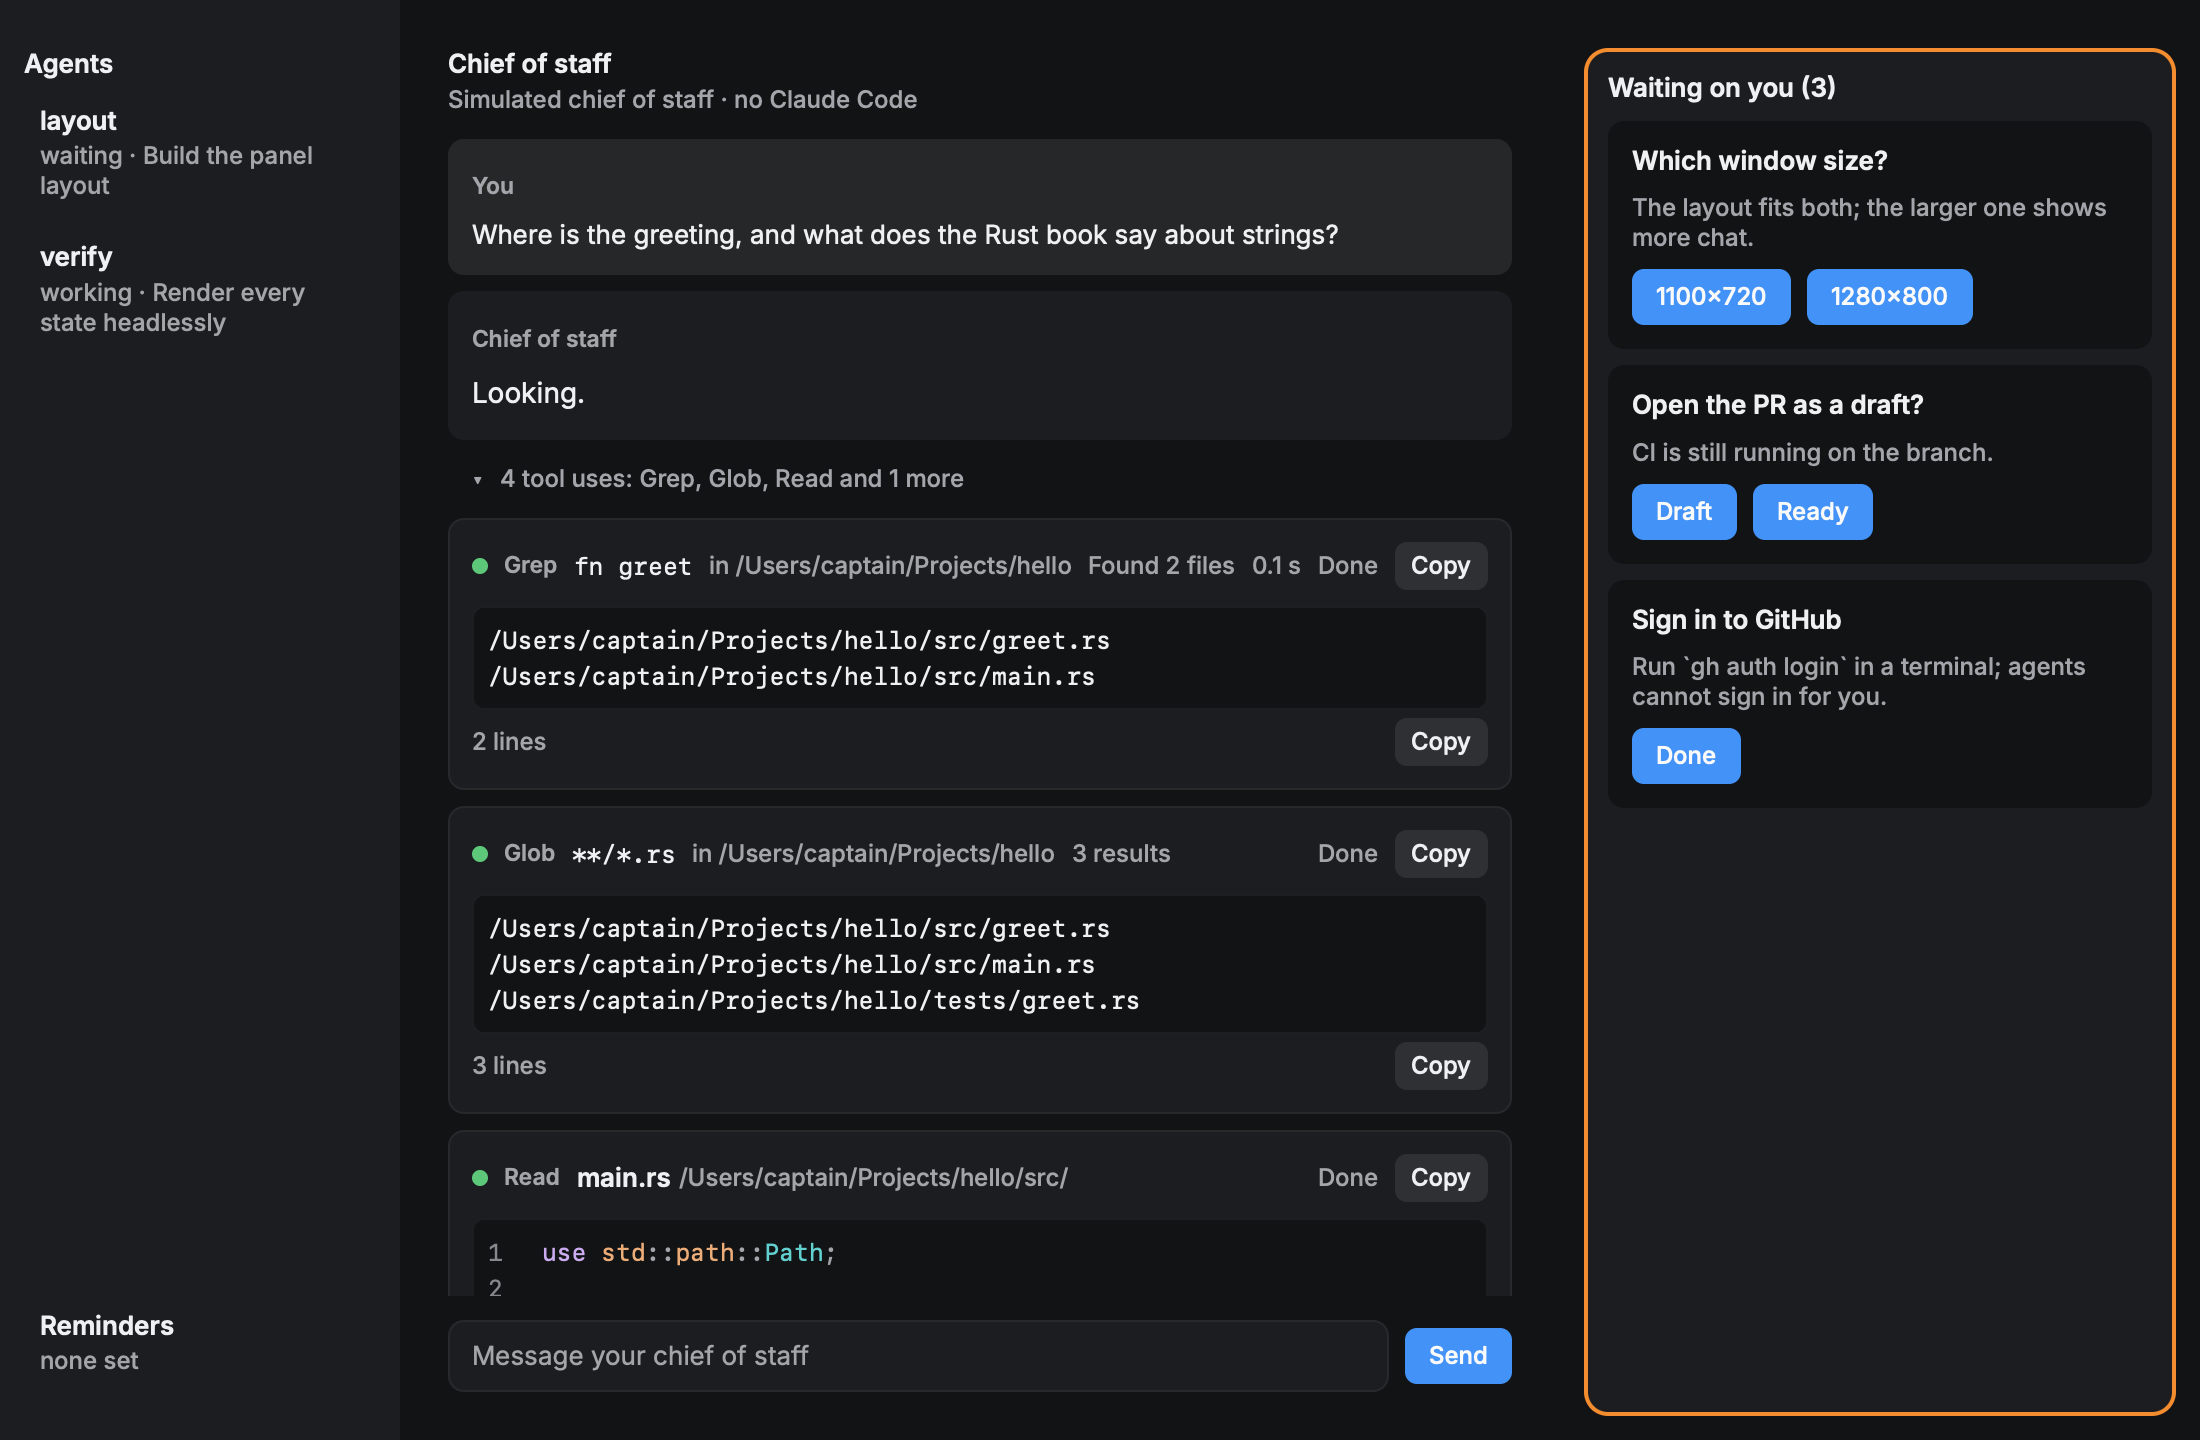 Agents
layout
waiting · Build the panel
layout
verify
working · Render every
state headlessly
Reminders
none set
Chief of staff
Simulated chief of staff · no Claude Code
You
Where is the greeting, and what does the Rust book say about strings?
Chief of staff
Looking.
▾ 4 tool uses: Grep, Glob, Read and 1 more
Grep fn greet in /Users/captain/Projects/hello Found 2 files 0.1 s Done Copy
/Users/captain/Projects/hello/src/greet.rs
/Users/captain/Projects/hello/src/main.rs
2 lines Copy
Glob **/*.rs in /Users/captain/Projects/hello 3 results Done Copy
/Users/captain/Projects/hello/src/greet.rs
/Users/captain/Projects/hello/src/main.rs
/Users/captain/Projects/hello/tests/greet.rs
3 lines Copy
Read main.rs /Users/captain/Projects/hello/src/ Done Copy
1 use std::path::Path;
2
Message your chief of staff Send
Waiting on you (3)
Which window size?
The layout fits both; the larger one shows
more chat.
1100×720 1280×800
Open the PR as a draft?
CI is still running on the branch.
Draft Ready
Sign in to GitHub
Run `gh auth login` in a terminal; agents
cannot sign in for you.
Done